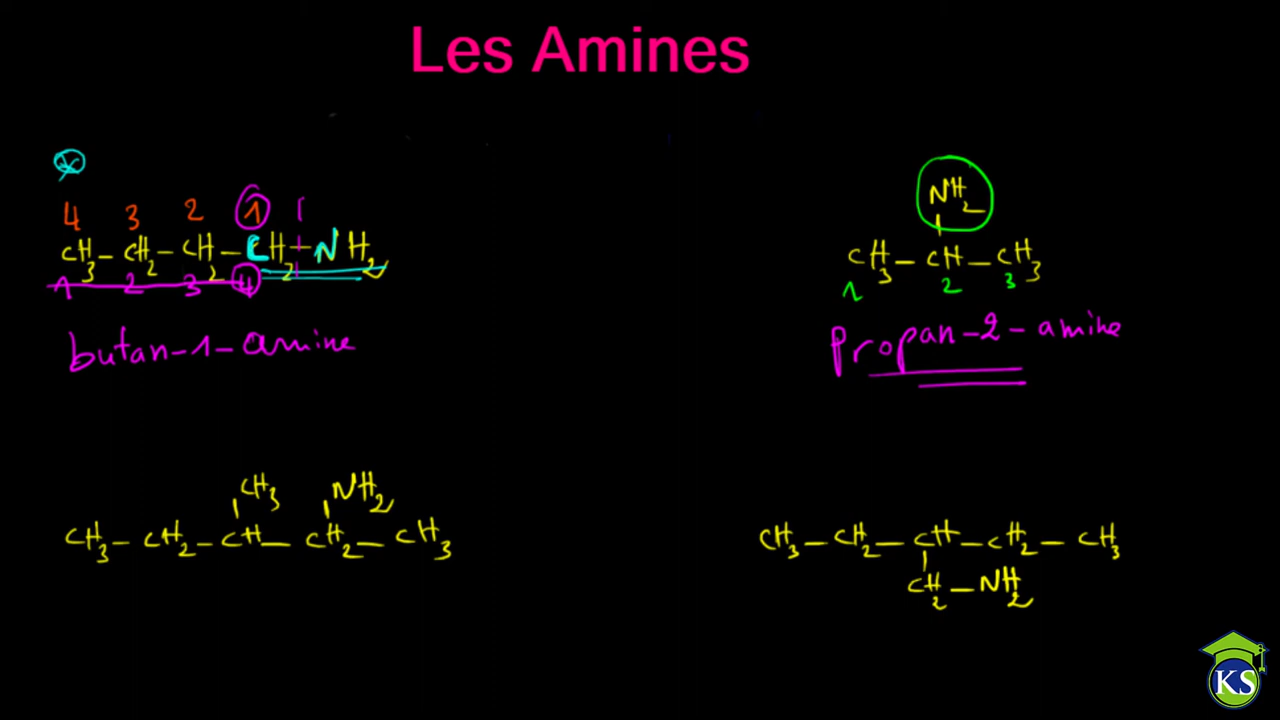 Les Amines
4 3 2 1
CH3 – CH2 – CH2 – CH2 – NH2
1 2 3 4
butan-1-amine
NH2
CH3 – CH – CH3
1 2 3
Propan-2-amine
CH3 NH2
CH3 – CH2 – CH – CH2 – CH3
CH3 – CH2 – CH – CH2 – CH3
CH2 – NH2
KS